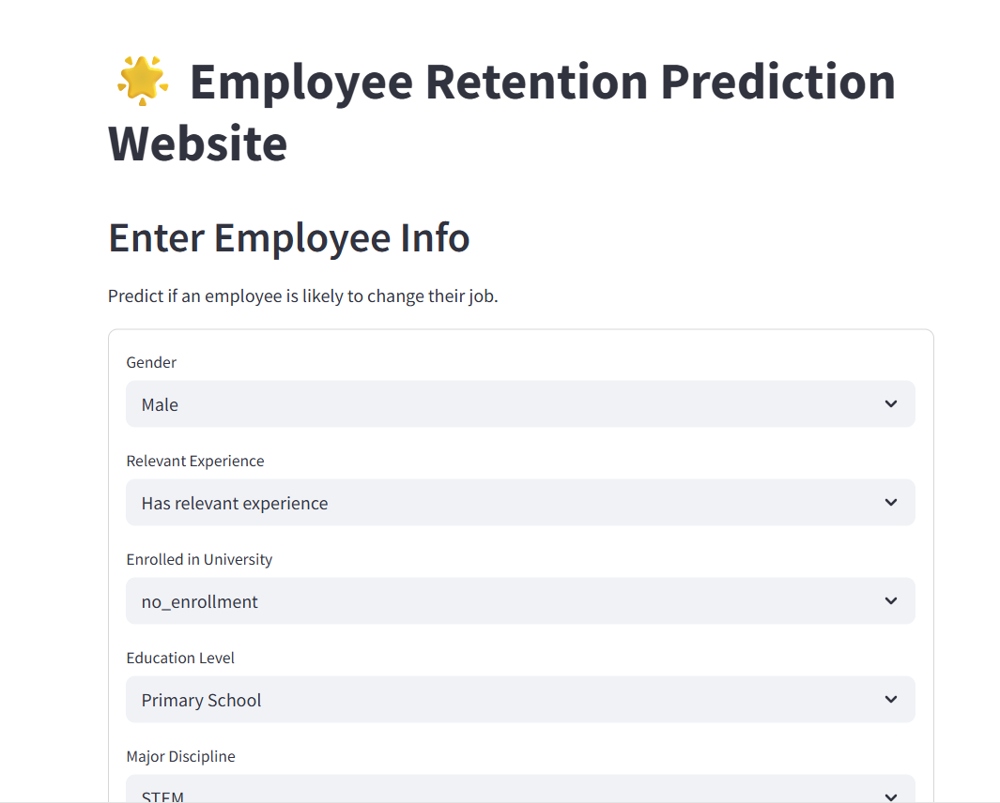 Employee Retention Prediction
Website
Enter Employee Info
Predict if an employee is likely to change their job.
Gender
Male
Relevant Experience
Has relevant experience
Enrolled in University
no_enrollment
Education Level
Primary School
Major Discipline
STEM